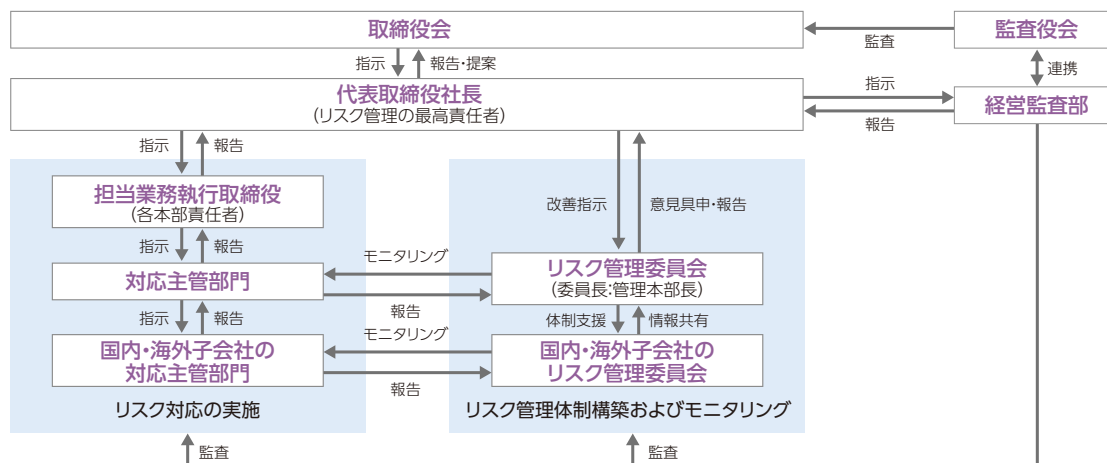 取締役会
監査役会
監査
指示
報告・提案
連携
代表取締役社長
(リスク管理の最高責任者)
指示
経営監査部
報告
指示
報告
担当業務執行取締役
(各本部責任者)
改善指示
意見具申・報告
指示
報告
モニタリング
対応主管部門
リスク管理委員会
(委員長:管理本部長)
報告
指示
報告
モニタリング
体制支援
情報共有
国内・海外子会社の
対応主管部門
国内・海外子会社の
リスク管理委員会
報告
リスク対応の実施
リスク管理体制構築およびモニタリング
監査
監査